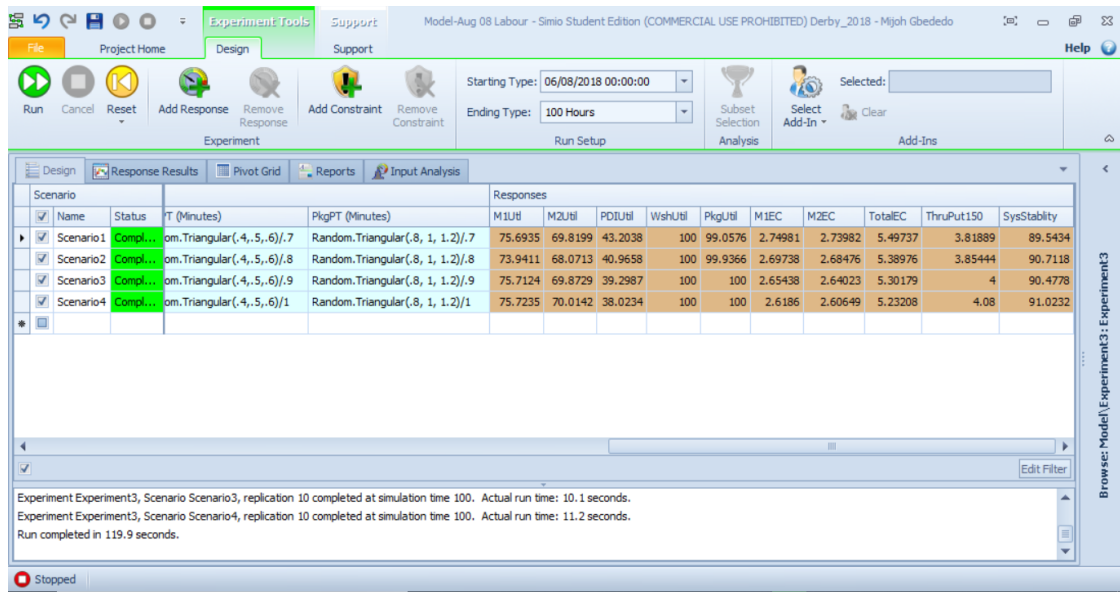 Experiment Tools Support Model-Aug 08 Labour - Simio Student Edition (COMMERCIAL USE PROHIBITED) Derby_2018 - Mijoh Gbededo
File Project Home Design Support Help
Run Cancel Reset Add Response Remove Response Add Constraint Remove Constraint
Starting Type: 06/08/2018 00:00:00
Ending Type: 100 Hours
Subset Selection Select Add-In Selected:
Clear
Experiment Run Setup Analysis Add-Ins
Design Response Results Pivot Grid Reports Input Analysis
Scenario Responses
Name Status PT (Minutes) PkgPT (Minutes) M1Utl M2Util PDIUtil WshUtil PkgUtil M1EC M2EC TotalEC ThruPut150 SysStablity
Scenario1 Compl... om.Triangular(.4,.5,.6)/.7 Random.Triangular(.8, 1, 1.2)/.7 75.6935 69.8199 43.2038 100 99.0576 2.74981 2.73982 5.49737 3.81889 89.5434
Scenario2 Compl... om.Triangular(.4,.5,.6)/.8 Random.Triangular(.8, 1, 1.2)/.8 73.9411 68.0713 40.9658 100 99.9366 2.69738 2.68476 5.38976 3.85444 90.7118
Scenario3 Compl... om.Triangular(.4,.5,.6)/.9 Random.Triangular(.8, 1, 1.2)/.9 75.7124 69.8729 39.2987 100 100 2.65438 2.64023 5.30179 4 90.4778
Scenario4 Compl... om.Triangular(.4,.5,.6)/1 Random.Triangular(.8, 1, 1.2)/1 75.7235 70.0142 38.0234 100 100 2.6186 2.60649 5.23208 4.08 91.0232
Edit Filter
Experiment Experiment3, Scenario Scenario3, replication 10 completed at simulation time 100. Actual run time: 10.1 seconds.
Experiment Experiment3, Scenario Scenario4, replication 10 completed at simulation time 100. Actual run time: 11.2 seconds.
Run completed in 119.9 seconds.
Stopped
Browse: Model\Experiment3 : Experiment3